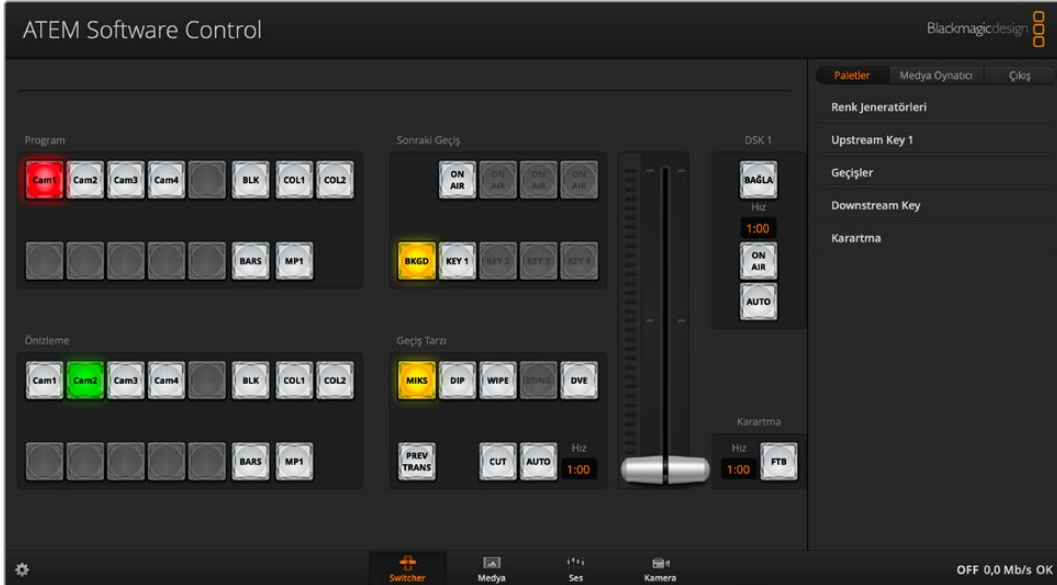 ATEM Software Control
Blackmagicdesign
Paletler Medya Oynatıcı Çıkış
Renk Jeneratörleri
Upstream Key 1
Geçişler
Downstream Key
Karartma
Program
Cam1 Cam2 Cam3 Cam4 BLK COL1 COL2
BARS MP1
Sonraki Geçiş
ON AIR ON AIR ON AIR ON AIR
BKGD KEY 1 KEY 2 KEY 3 KEY 4
DSK 1
BAĞLA
Hız
1:00
ON AIR
AUTO
Önizleme
Cam1 Cam2 Cam3 Cam4 BLK COL1 COL2
BARS MP1
Geçiş Tarzı
MIKS DIP WIPE STING DVE
PREV TRANS CUT AUTO Hız 1:00
Karartma
Hız
1:00 FTB
Switcher Medya Ses Kamera
OFF 0,0 Mb/s OK